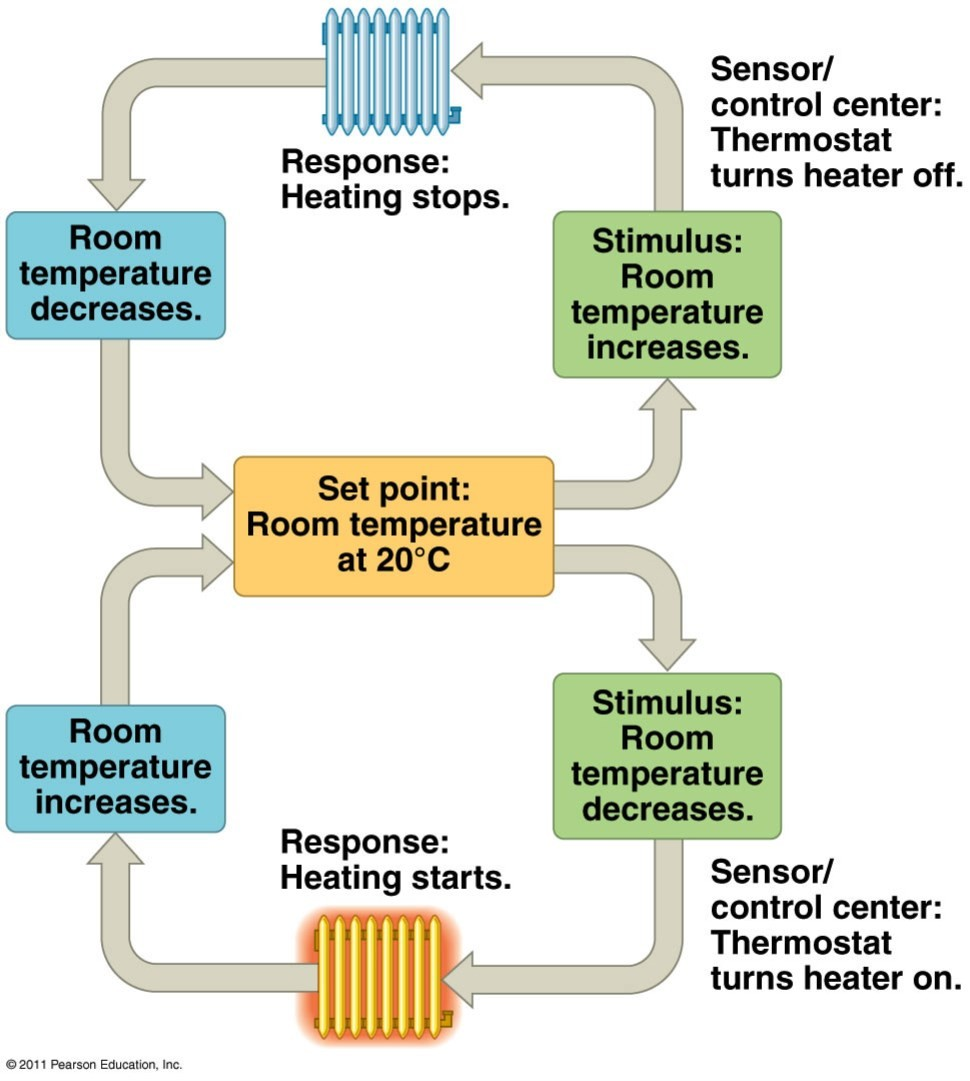 Sensor/
control center:
Thermostat
turns heater off.
Response:
Heating stops.
Room
temperature
decreases.
Stimulus:
Room
temperature
increases.
Set point:
Room temperature
at 20°C
Room
temperature
increases.
Stimulus:
Room
temperature
decreases.
Response:
Heating starts.
Sensor/
control center:
Thermostat
turns heater on.
© 2011 Pearson Education, Inc.